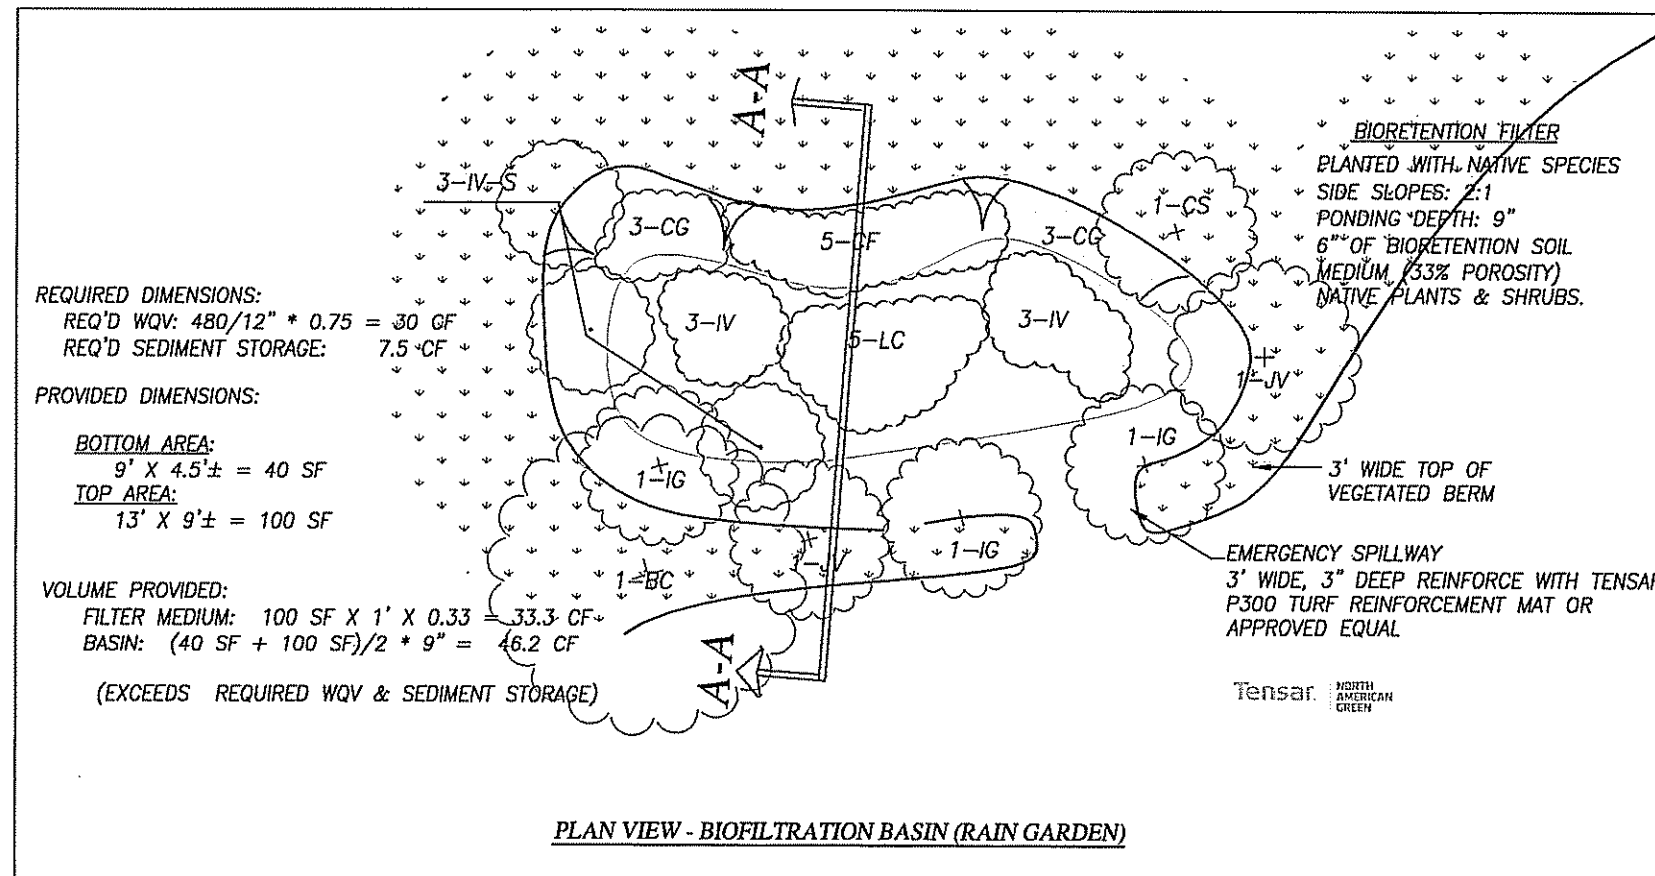 A-A
BIORETENTION FILTER
PLANTED WITH NATIVE SPECIES
SIDE SLOPES: 2:1
PONDING DEPTH: 9"
6" OF BIORETENTION SOIL
MEDIUM (33% POROSITY)
NATIVE PLANTS & SHRUBS.
3-IV-S
3-CG
5-CF
3-CG
1-CS
3-IV
5-LC
3-IV
1-JV
1-IG
1-IG
1-IG
1-JV
1-BC
REQUIRED DIMENSIONS:
REQ'D WQV: 480/12" * 0.75 = 30 CF
REQ'D SEDIMENT STORAGE: 7.5 CF
PROVIDED DIMENSIONS:
BOTTOM AREA:
9' X 4.5'± = 40 SF
TOP AREA:
13' X 9'± = 100 SF
VOLUME PROVIDED:
FILTER MEDIUM: 100 SF X 1' X 0.33 = 33.3 CF
BASIN: (40 SF + 100 SF)/2 * 9" = 46.2 CF
(EXCEEDS REQUIRED WQV & SEDIMENT STORAGE)
A-A
3' WIDE TOP OF
VEGETATED BERM
EMERGENCY SPILLWAY
3' WIDE, 3" DEEP REINFORCE WITH TENSAR
P300 TURF REINFORCEMENT MAT OR
APPROVED EQUAL
Tensar.
NORTH
AMERICAN
GREEN
PLAN VIEW - BIOFILTRATION BASIN (RAIN GARDEN)